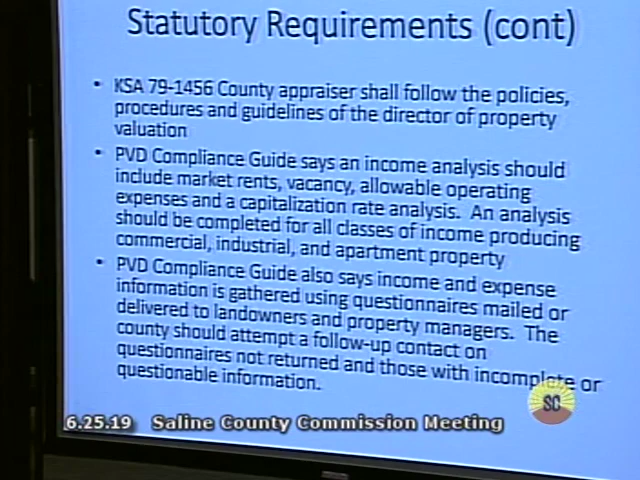 Statutory Requirements (cont)
• KSA 79-1456 County appraiser shall follow the policies,
procedures and guidelines of the director of property
valuation
• PVD Compliance Guide says an income analysis should
include market rents, vacancy, allowable operating
expenses and a capitalization rate analysis. An analysis
should be completed for all classes of income producing
commercial, industrial, and apartment property
• PVD Compliance Guide also says income and expense
information is gathered using questionnaires mailed or
delivered to landowners and property managers. The
county should attempt a follow-up contact on
questionnaires not returned and those with incomplete or
questionable information.
SC
6.25.19 Saline County Commission Meeting